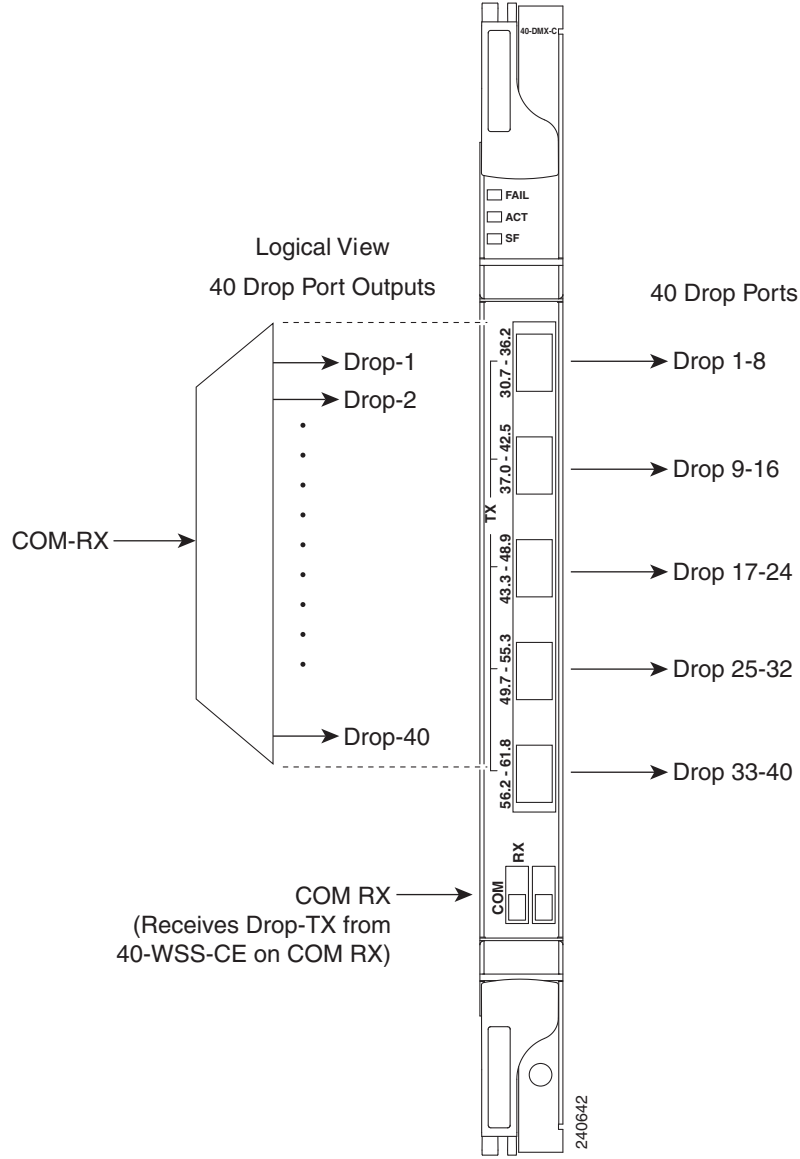 40-DMX-C
FAIL
ACT
SF
Logical View
40 Drop Port Outputs
40 Drop Ports
Drop-1
Drop-2
Drop-40
COM-RX
TX
30.7 - 36.2
37.0 - 42.5
43.3 - 48.9
49.7 - 55.3
56.2 - 61.8
Drop 1-8
Drop 9-16
Drop 17-24
Drop 25-32
Drop 33-40
RX
COM
COM RX
(Receives Drop-TX from
40-WSS-CE on COM RX)
240642